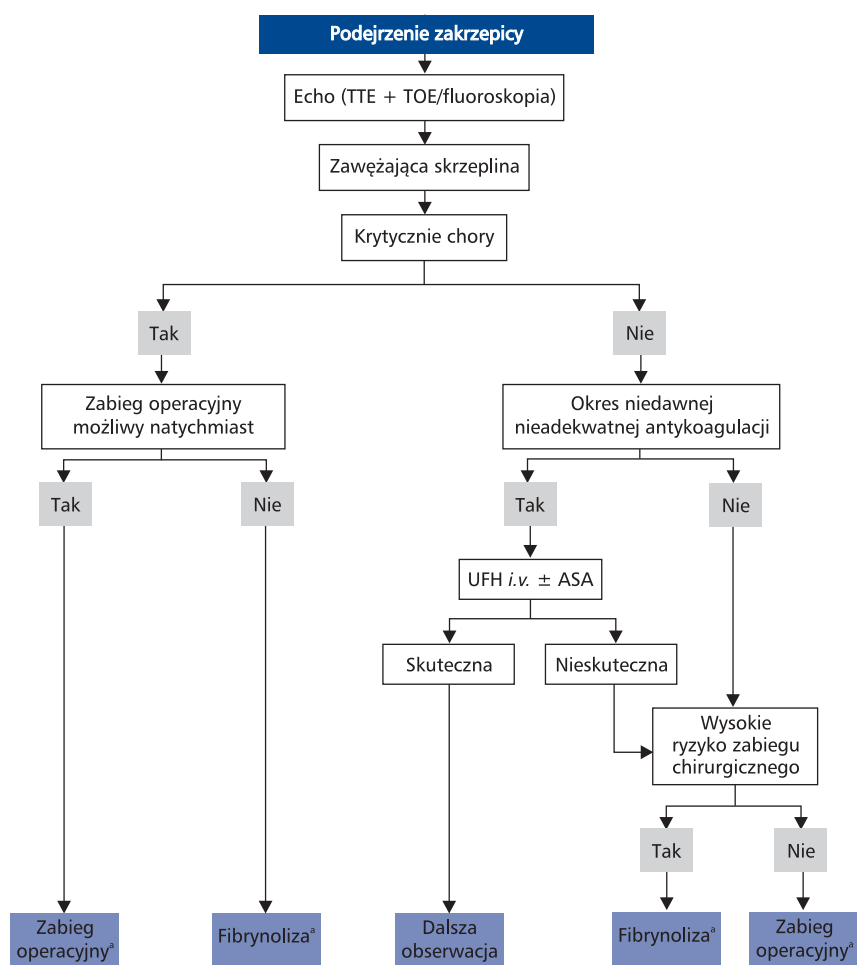 Podejrzenie zakrzepicy
Echo (TTE + TOE/fluoroskopia)
Zawężająca skrzeplina
Krytycznie chory
Tak
Nie
Zabieg operacyjny
możliwy natychmiast
Okres niedawnej
nieadekwatnej antykoagulacji
Tak
Nie
Tak
Nie
UFH i.v. ± ASA
Skuteczna
Nieskuteczna
Wysokie
ryzyko zabiegu
chirurgicznego
Tak
Nie
Zabieg
operacyjnyᵃ
Fibrynolizaᵃ
Dalsza
obserwacja
Fibrynolizaᵃ
Zabieg
operacyjnyᵃ